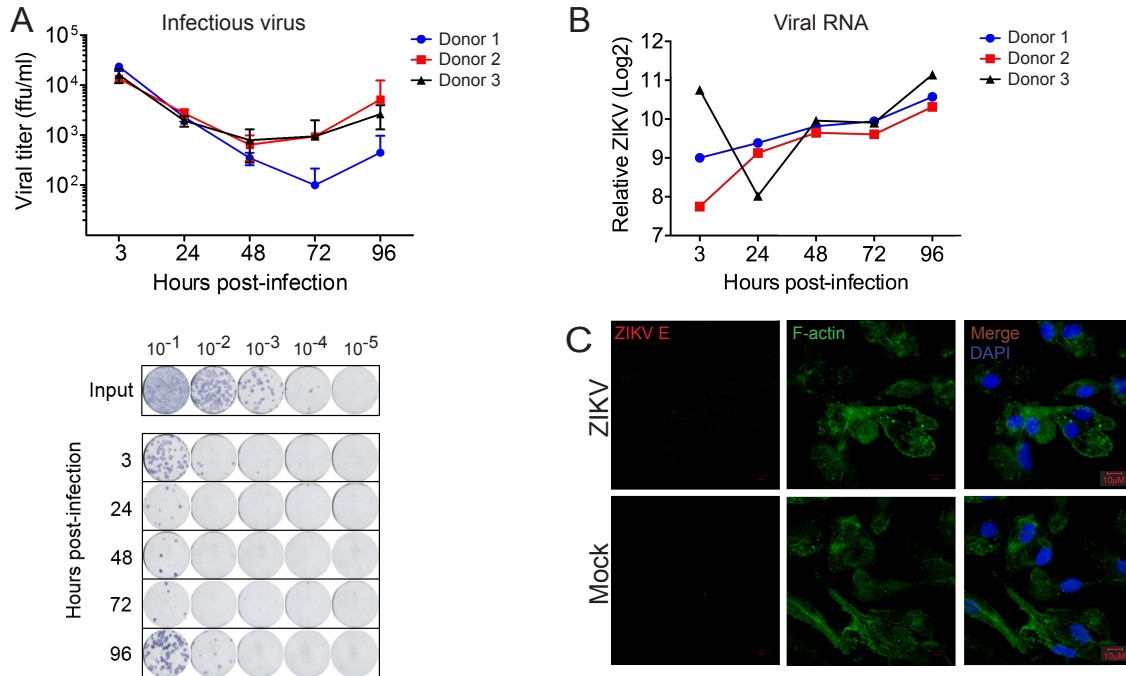 A
Infectious virus
Viral titer (ffu/ml)
10^5
10^4
10^3
10^2
3 24 48 72 96
Hours post-infection
Donor 1
Donor 2
Donor 3
10^-1 10^-2 10^-3 10^-4 10^-5
Input
Hours post-infection
3
24
48
72
96
B
Viral RNA
Relative ZIKV (Log2)
12
11
10
9
8
7
3 24 48 72 96
Hours post-infection
Donor 1
Donor 2
Donor 3
C
ZIKV E F-actin Merge
DAPI
ZIKV
10µM
Mock
10µM